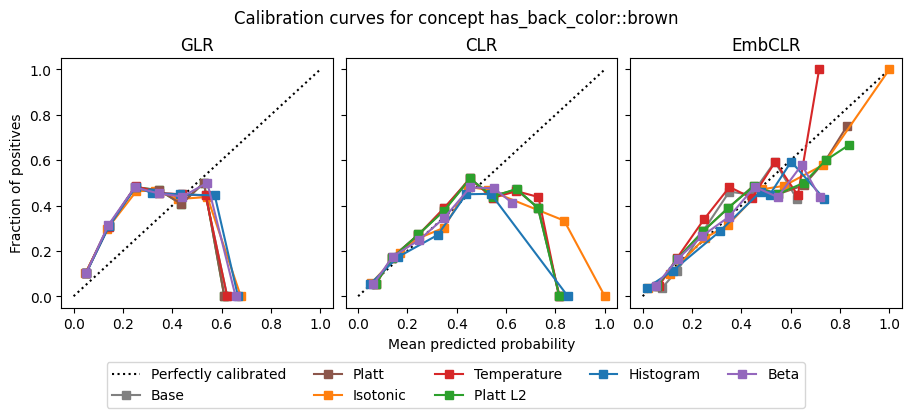 Calibration curves for concept has_back_color::brown
GLR
CLR
EmbCLR
Fraction of positives
1.0
0.8
0.6
0.4
0.2
0.0
0.0 0.2 0.4 0.6 0.8 1.0
0.0 0.2 0.4 0.6 0.8 1.0
0.0 0.2 0.4 0.6 0.8 1.0
Mean predicted probability
Perfectly calibrated
Base
Platt
Isotonic
Temperature
Platt L2
Histogram
Beta